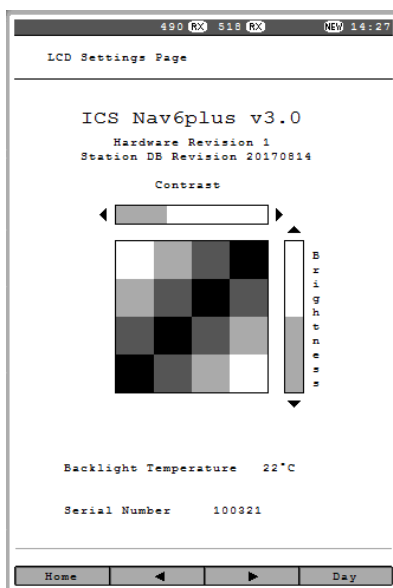 490 RX 518 RX NEW 14:27
LCD Settings Page
ICS Nav6plus v3.0
Hardware Revision 1
Station DB Revision 20170814
Contrast
Brightness
Backlight Temperature 22°C
Serial Number 100321
Home ◀ ▶ Day